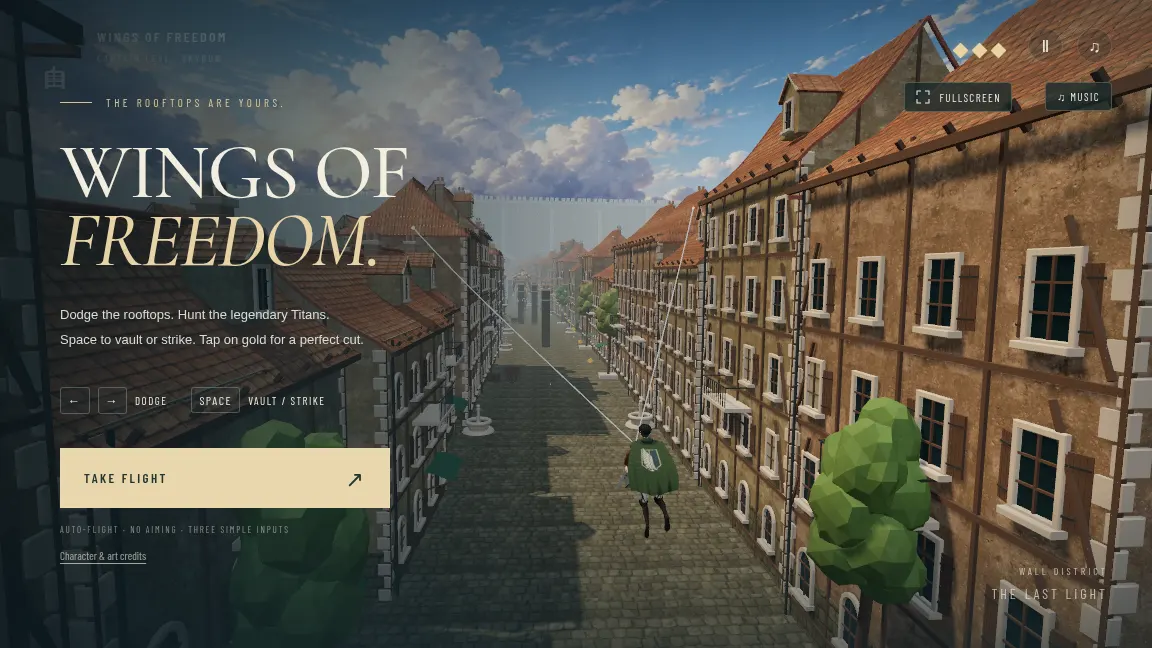 WINGS OF FREEDOM
由
THE ROOFTOPS ARE YOURS.
WINGS OF
FREEDOM.
Dodge the rooftops. Hunt the legendary Titans.
Space to vault or strike. Tap on gold for a perfect cut.
← → DODGE SPACE VAULT / STRIKE
TAKE FLIGHT ↗
AUTO-FLIGHT · NO AIMING · THREE SIMPLE INPUTS
Character & art credits
♫
FULLSCREEN
♫ MUSIC
WALL DISTRICT
THE LAST LIGHT